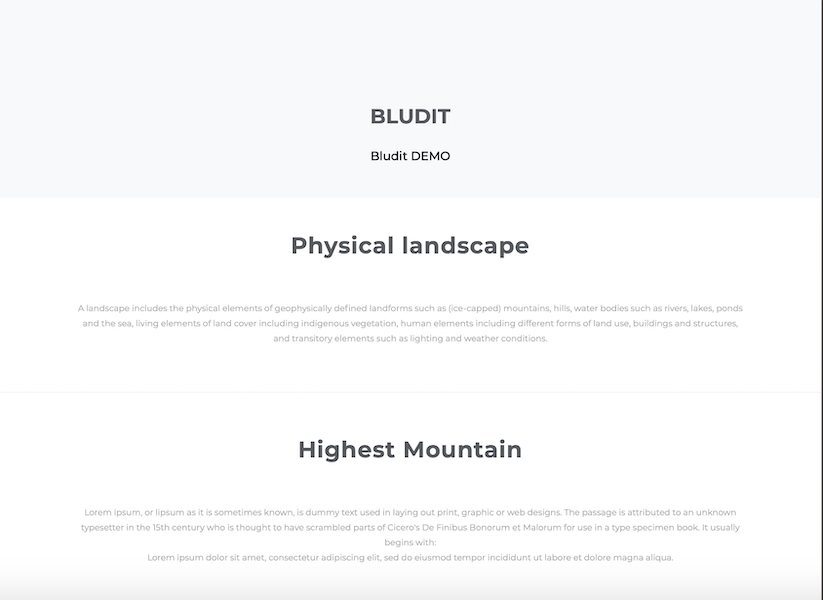 BLUDIT
Bludit DEMO
Physical landscape
A landscape includes the physical elements of geophysically defined landforms such as (ice-capped) mountains, hills, water bodies such as rivers, lakes, ponds
and the sea, living elements of land cover including indigenous vegetation, human elements including different forms of land use, buildings and structures,
and transitory elements such as lighting and weather conditions.
Highest Mountain
Lorem ipsum, or lipsum as it is sometimes known, is dummy text used in laying out print, graphic or web designs. The passage is attributed to an unknown
typesetter in the 15th century who is thought to have scrambled parts of Cicero's De Finibus Bonorum et Malorum for use in a type specimen book. It usually
begins with:
Lorem ipsum dolor sit amet, consectetur adipiscing elit, sed do eiusmod tempor incididunt ut labore et dolore magna aliqua.